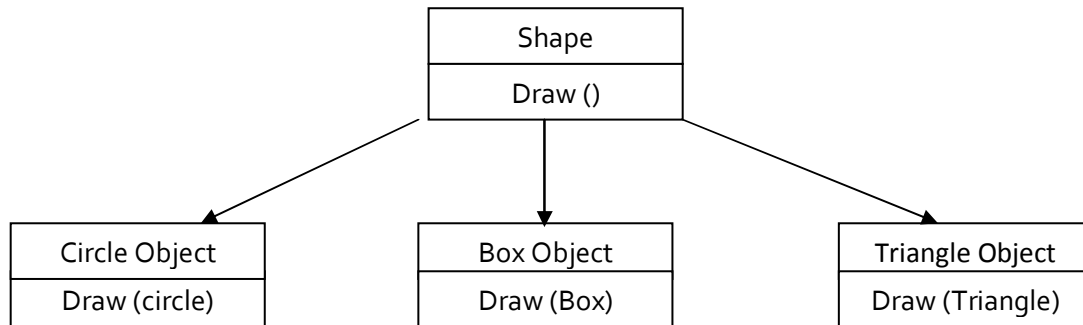 Shape
Draw ()
Circle Object
Draw (circle)
Box Object
Draw (Box)
Triangle Object
Draw (Triangle)